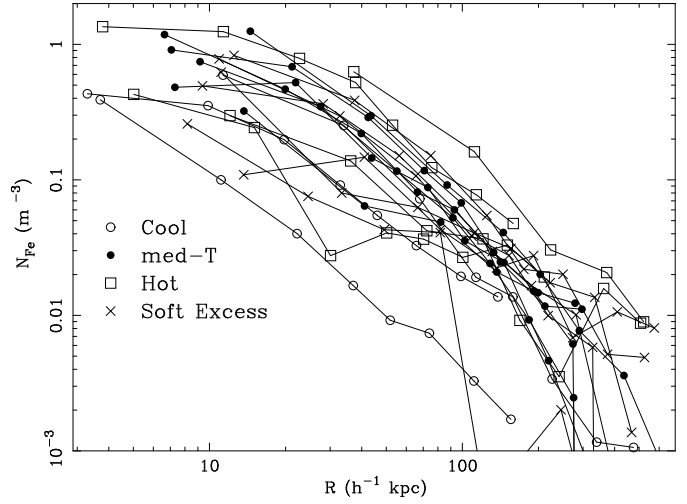 1
0.1
0.01
10⁻³
N_Fe (m⁻³)
Cool
med-T
Hot
Soft Excess
10
100
R (h⁻¹ kpc)